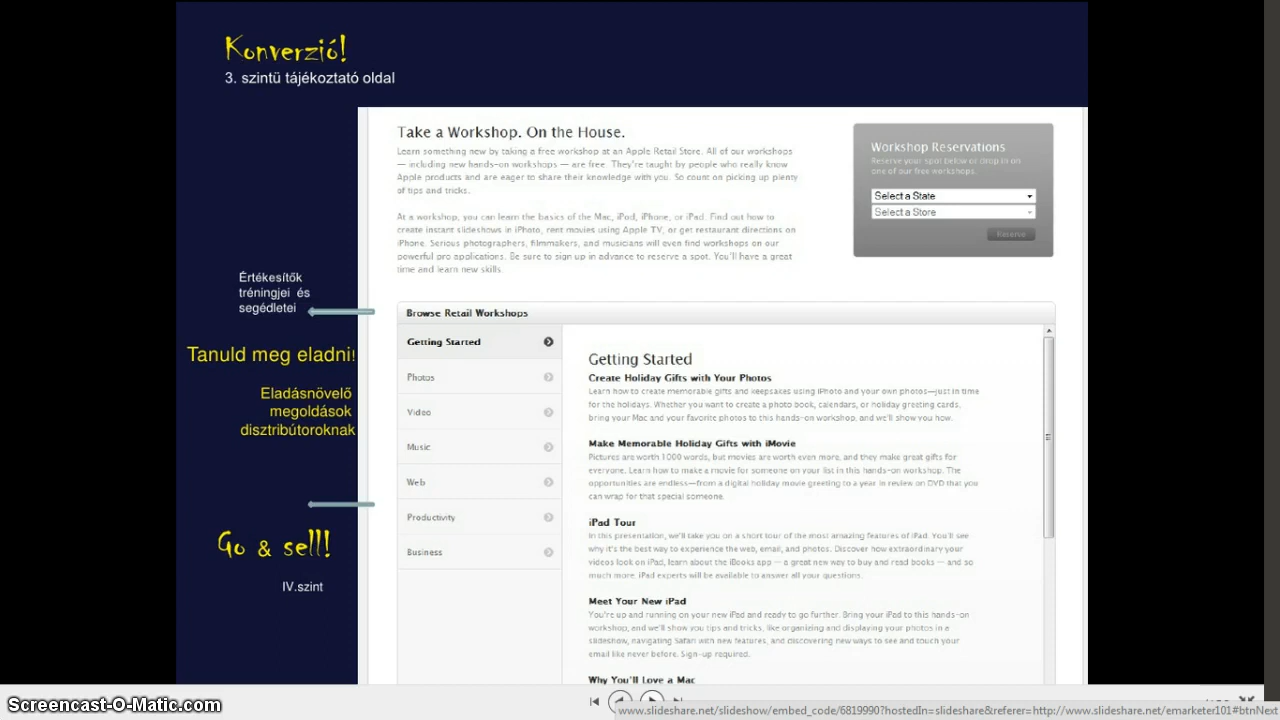 Konverzió!
3. szintű tájékoztató oldal
Take a Workshop. On the House.
Learn something new by taking a free workshop at an Apple Retail Store. All of our workshops
— including new hands-on workshops — are free. They're taught by people who really know
Apple products and are eager to share their knowledge with you. So count on picking up plenty
of tips and tricks.
At a workshop, you can learn the basics of the Mac, iPod, iPhone, or iPad. Find out how to
create instant slideshows in iPhoto, rent movies using Apple TV, or get restaurant directions on
iPhone. Serious photographers, filmmakers, and musicians will even find workshops on our
powerful pro applications. Be sure to sign up in advance to reserve a spot. You'll have a great
time and learn new skills.
Workshop Reservations
Reserve your spot below or drop in on
one of our free workshops.
Select a State
Select a Store
Reserve
Értékesítők
tréningjei és
segédletei
Tanuld meg eladni!
Eladásnövelő
megoldások
disztribútoroknak
Go & sell!
IV.szint
Browse Retail Workshops
Getting Started
Photos
Video
Music
Web
Productivity
Business
Getting Started
Create Holiday Gifts with Your Photos
Learn how to create memorable gifts and keepsakes using iPhoto and your own photos—just in time
for the holidays. Whether you want to create a photo book, calendars, or holiday greeting cards,
bring your Mac and your favorite photos to this hands-on workshop, and we'll show you how.
Make Memorable Holiday Gifts with iMovie
Pictures are worth 1000 words, but movies are worth even more, and they make great gifts for
everyone. Learn how to make a movie for someone on your list in this hands-on workshop. The
opportunities are endless—from a digital holiday movie greeting to a year in review on DVD that you
can wrap for that special someone.
iPad Tour
In this presentation, we'll take you on a short tour of the most amazing features of iPad. You'll see
why it's the best way to experience the web, email, and photos. Discover how extraordinary your
videos look on iPad, learn about the iBooks app — a great new way to buy and read books — and so
much more. iPad experts will be available to answer all your questions.
Meet Your New iPad
You're up and running on your new iPad and ready to go further. Bring your iPad to this hands-on
workshop, and we'll show you tips and tricks, like organizing and displaying your photos in a
slideshow, navigating Safari with new features, and discovering new ways to see and touch your
email like never before. Sign-up required.
Why You'll Love a Mac
Screencast-O-Matic.com
www.slideshare.net/slideshow/embed_code/6819990?hostedIn=slideshare&referer=http://www.slideshare.net/emarketer101#btnNext